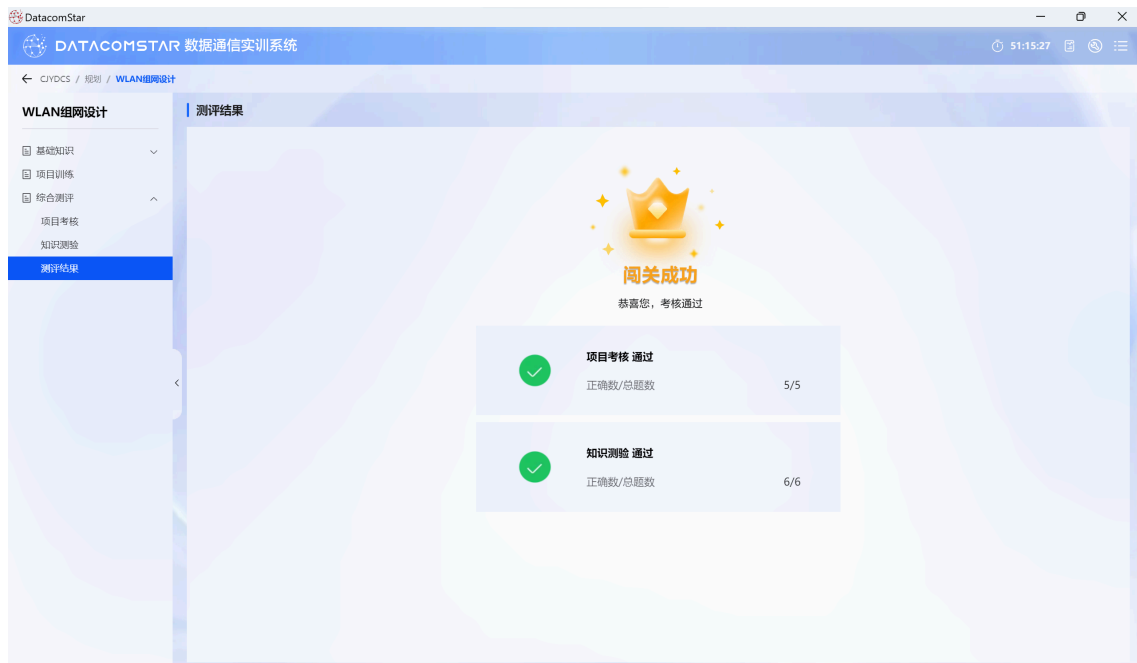 DatacomStar
DATACOMSTAR 数据通信实训系统
51:15:27
CJYDCS / 规划 / WLAN组网设计
WLAN组网设计
测评结果
基础知识
项目训练
综合测评
项目考核
知识测验
测评结果
闯关成功
恭喜您，考核通过
项目考核 通过
正确数/总题数 5/5
知识测验 通过
正确数/总题数 6/6